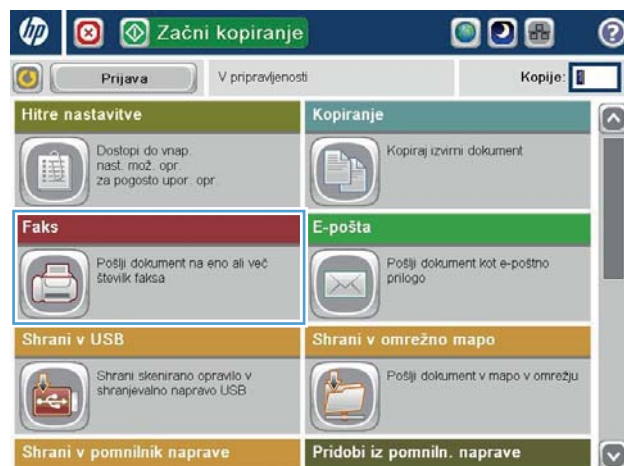 hp
Začni kopiranje
?
Prijava
V pripravljenosti
Kopije: 1
Hitre nastavitve
Dostopi do vnap.
nast. mož. opr.
za pogosto upor. opr.
Kopiranje
Kopiraj izvirni dokument
Faks
Pošlji dokument na eno ali več
številk faksa
E-pošta
Pošlji dokument kot e-poštno
prilogo
Shrani v USB
Shrani skenirano opravilo v
shranjevalno napravo USB
Shrani v omrežno mapo
Pošlji dokument v mapo v omrežju
Shrani v pomnilnik naprave
Pridobi iz pomniln. naprave